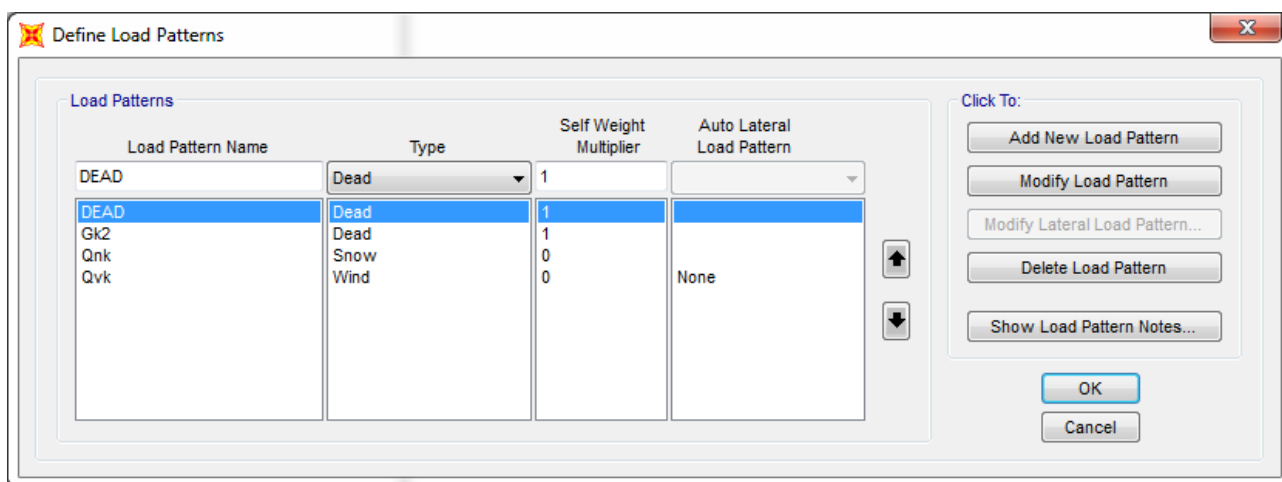 Define Load Patterns
Load Patterns
Click To:
Load Pattern Name Type Self Weight Multiplier Auto Lateral Load Pattern
DEAD Dead 1
DEAD Dead 1
Gk2 Dead 1
Qnk Snow 0
Qvk Wind 0 None
Add New Load Pattern
Modify Load Pattern
Modify Lateral Load Pattern...
Delete Load Pattern
Show Load Pattern Notes...
OK
Cancel